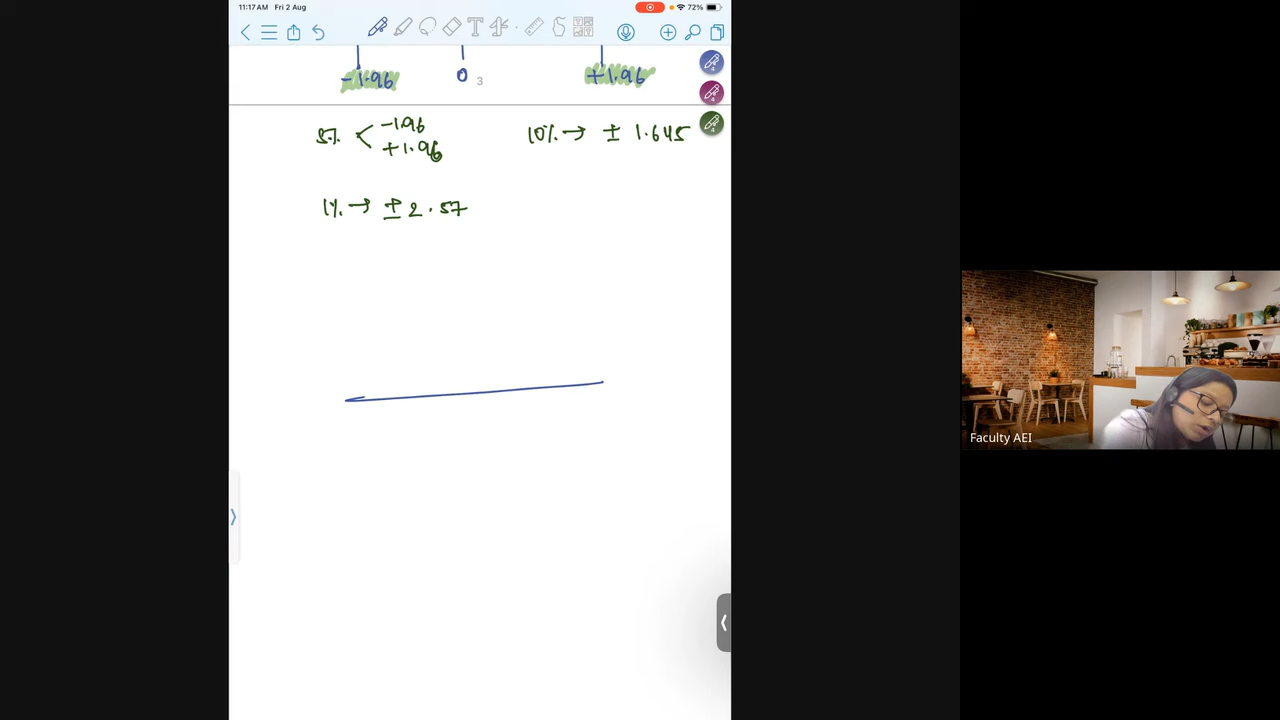 11:17 AM Fri 2 Aug
72%
-1.96 0 +1.96
3
5% < -1.96
+1.96
10% → ± 1.645
1% → ± 2.57
Faculty AEI